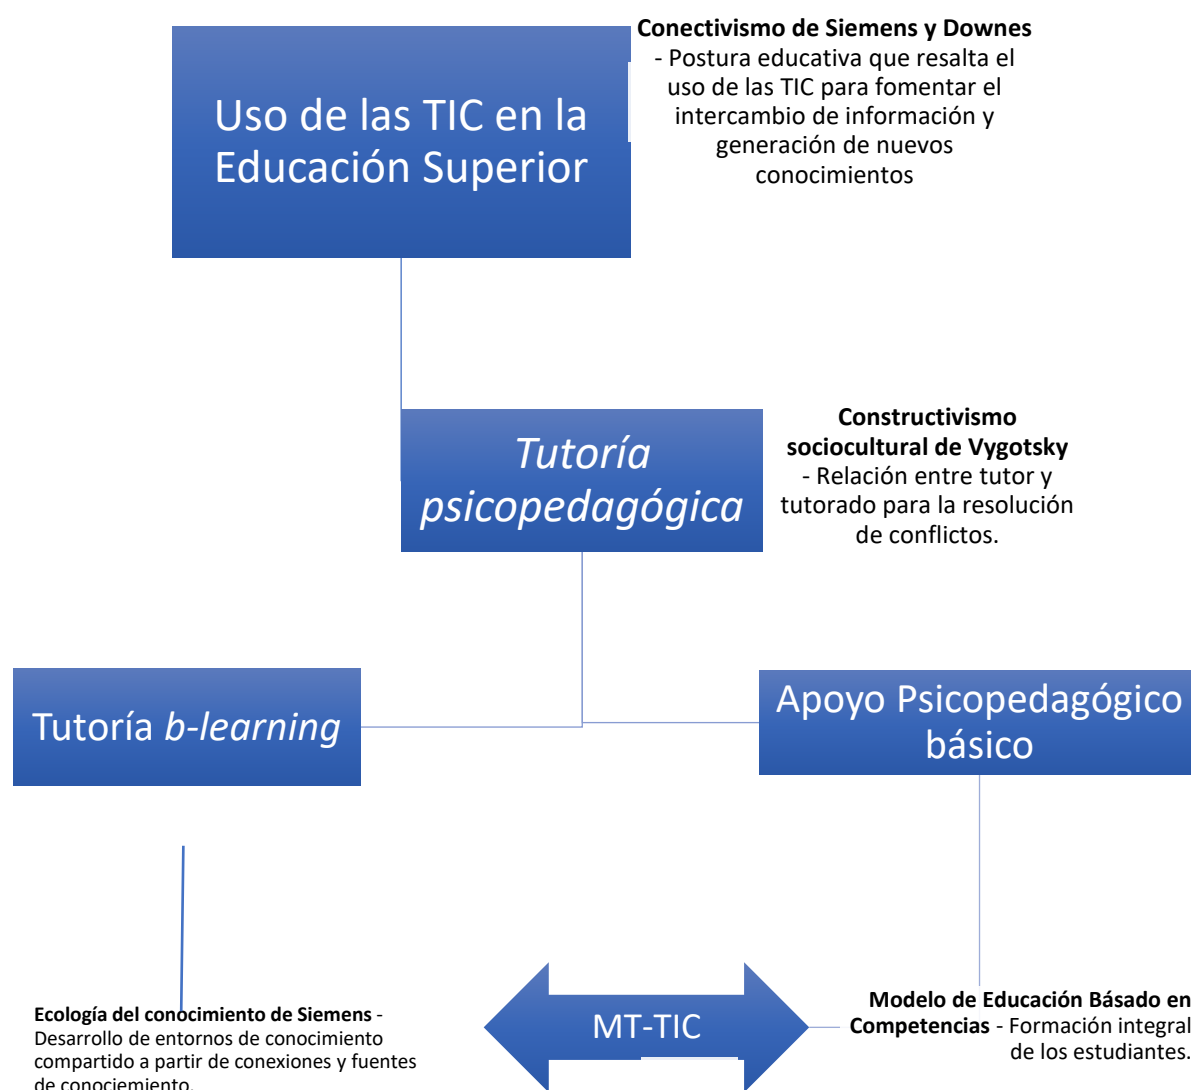 Uso de las TIC en la
Educación Superior
Conectivismo de Siemens y Downes
- Postura educativa que resalta el
uso de las TIC para fomentar el
intercambio de información y
generación de nuevos
conocimientos
Tutoría
psicopedagógica
Constructivismo
sociocultural de Vygotsky
- Relación entre tutor y
tutorado para la resolución
de conflictos.
Tutoría b-learning
Apoyo Psicopedagógico
básico
Ecología del conocimiento de Siemens -
Desarrollo de entornos de conocimiento
compartido a partir de conexiones y fuentes
de conociemiento.
MT-TIC
Modelo de Educación Básado en
Competencias - Formación integral
de los estudiantes.